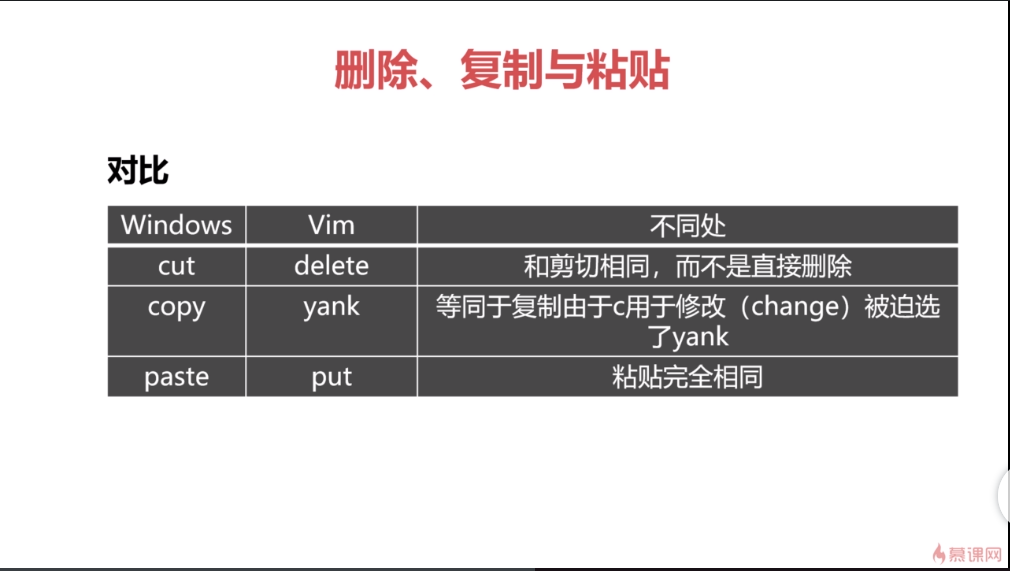 删除、复制与粘贴
对比
Windows Vim 不同处
cut delete 和剪切相同，而不是直接删除
copy yank 等同于复制由于c用于修改（change）被迫选
了yank
paste put 粘贴完全相同
慕课网